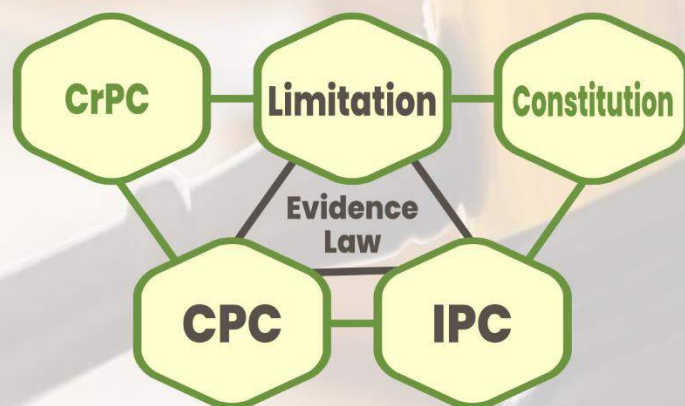 CrPC
Limitation
Constitution
Evidence
Law
CPC
IPC